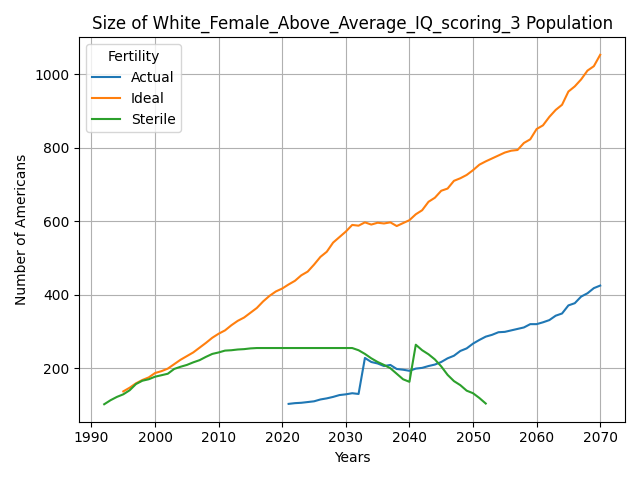 Size of White_Female_Above_Average_IQ_scoring_3 Population
Fertility
Actual
Ideal
Sterile
Number of Americans
1000
800
600
400
200
1990 2000 2010 2020 2030 2040 2050 2060 2070
Years